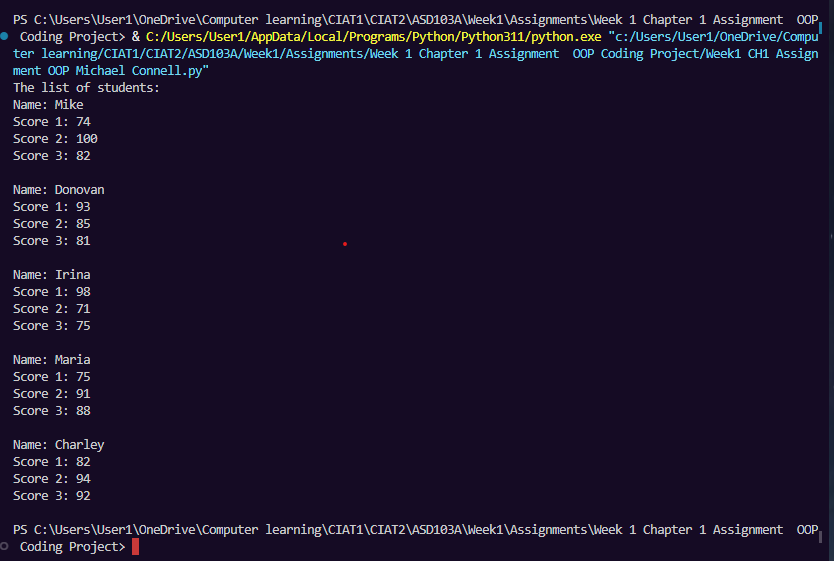 PS C:\Users\User1\OneDrive\Computer learning\CIAT1\CIAT2\ASD103A\Week1\Assignments\Week 1 Chapter 1 Assignment  OOP
 Coding Project> & C:/Users/User1/AppData/Local/Programs/Python/Python311/python.exe "c:/Users/User1/OneDrive/Compu
ter learning/CIAT1/CIAT2/ASD103A/Week1/Assignments/Week 1 Chapter 1 Assignment  OOP Coding Project/Week1 CH1 Assign
ment OOP Michael Connell.py"
The list of students:
Name: Mike
Score 1: 74
Score 2: 100
Score 3: 82

Name: Donovan
Score 1: 93
Score 2: 85
Score 3: 81

Name: Irina
Score 1: 98
Score 2: 71
Score 3: 75

Name: Maria
Score 1: 75
Score 2: 91
Score 3: 88

Name: Charley
Score 1: 82
Score 2: 94
Score 3: 92

PS C:\Users\User1\OneDrive\Computer learning\CIAT1\CIAT2\ASD103A\Week1\Assignments\Week 1 Chapter 1 Assignment  OOP
 Coding Project>